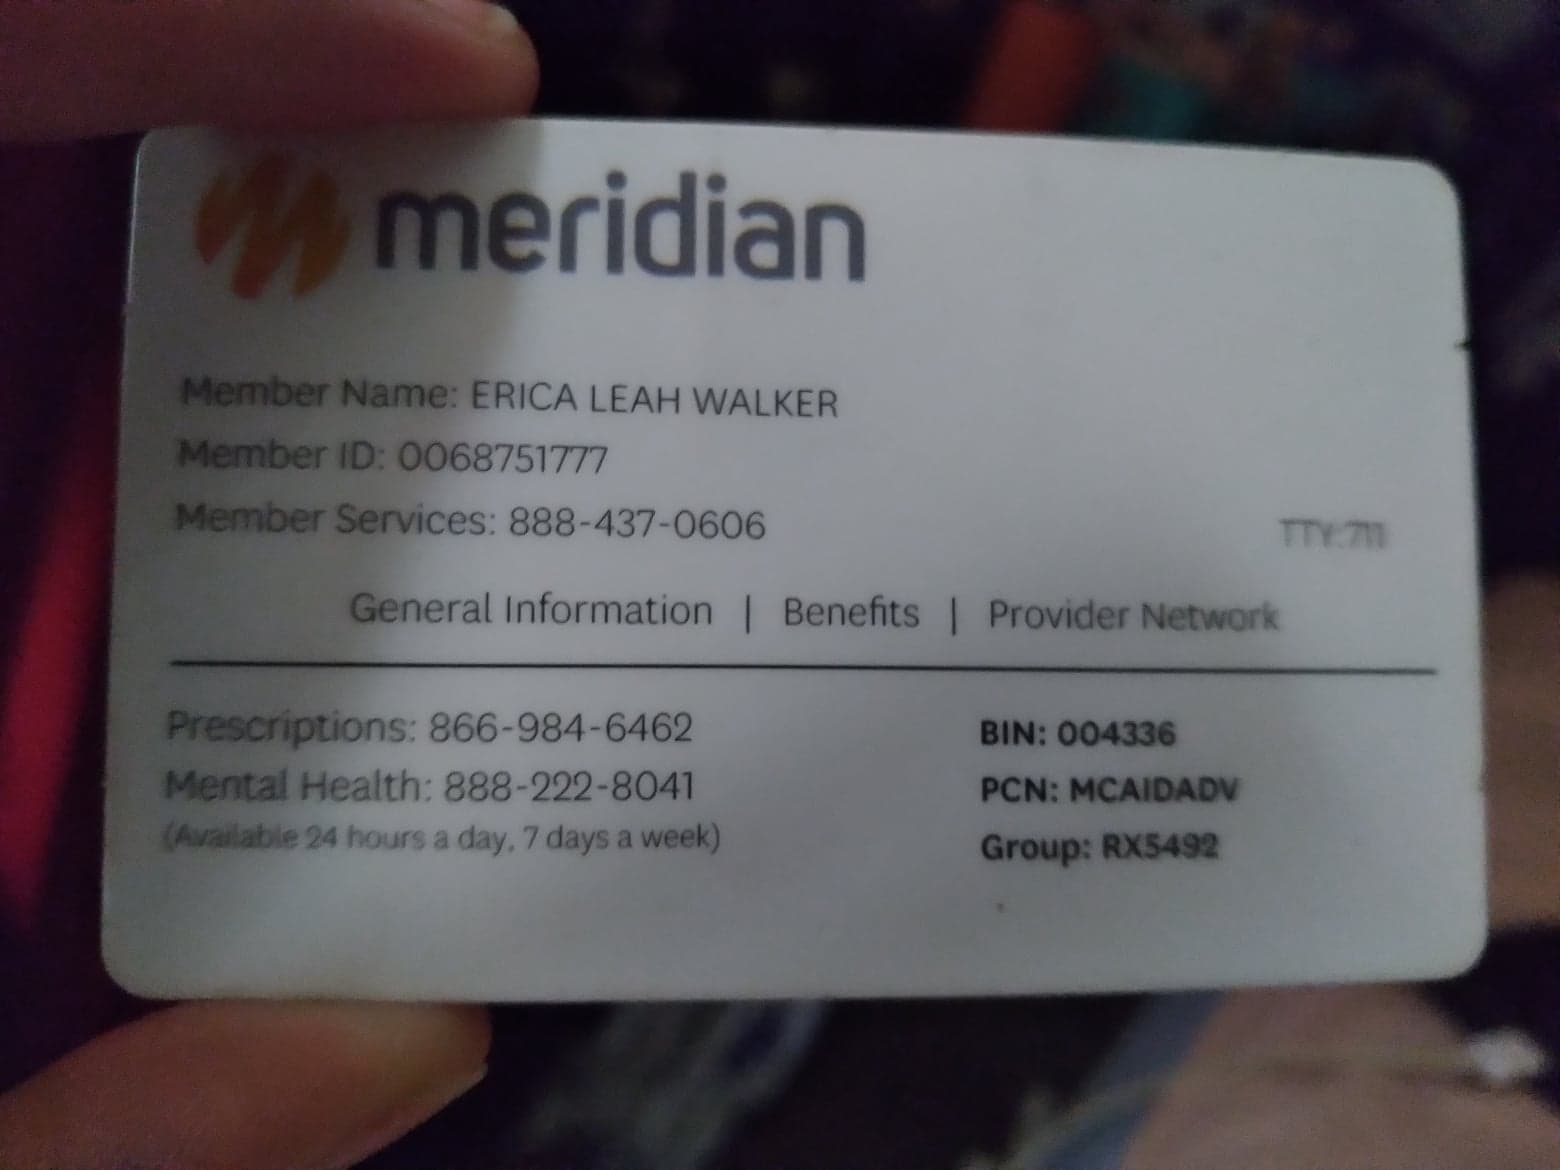 meridian
Member Name: ERICA LEAH WALKER
Member ID: 0068751777
Member Services: 888-437-0606 TTY:711
General Information | Benefits | Provider Network
Prescriptions: 866-984-6462 BIN: 004336
Mental Health: 888-222-8041 PCN: MCAIDADV
(Available 24 hours a day, 7 days a week) Group: RX5492